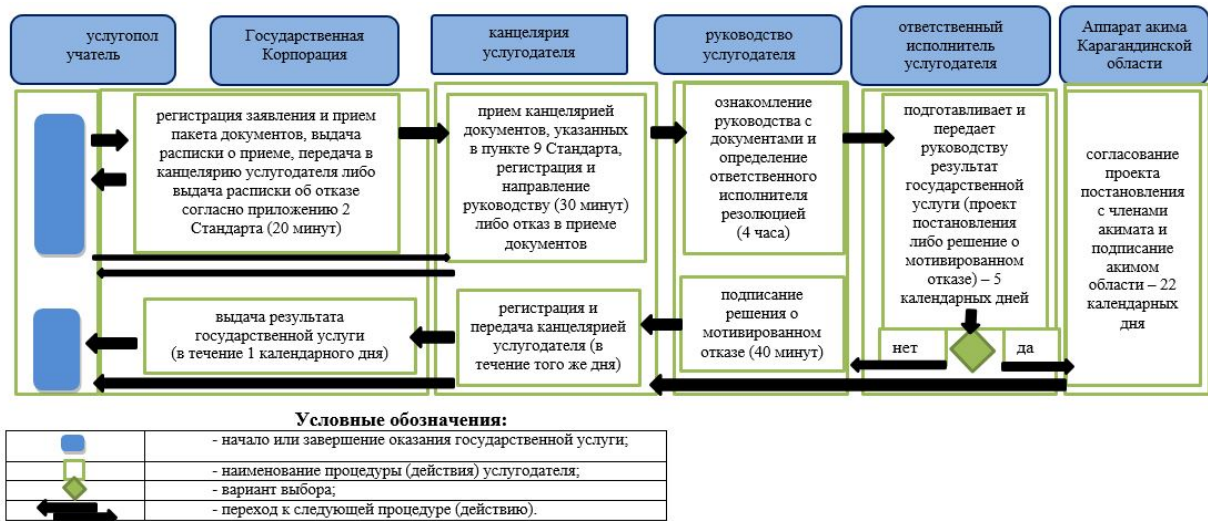 услугопол
учатель
Государственная
Корпорация
канцелярия
услугодателя
руководство
услугодателя
ответственный
исполнитель
услугодателя
Аппарат акима
Карагандинской
области
регистрация заявления и прием
пакета документов, выдача
расписки о приеме, передача в
канцелярию услугодателя либо
выдача расписки об отказе
согласно приложению 2
Стандарта (20 минут)
прием канцелярией
документов, указанных
в пункте 9 Стандарта,
регистрация и
направление
руководству (30 минут)
либо отказ в приеме
документов
ознакомление
руководства с
документами и
определение
ответственного
исполнителя
резолюцией
(4 часа)
подготавливает и
передает
руководству
результат
государственной
услуги (проект
постановления
либо решение о
мотивированном
отказе) – 5
календарных дней
согласование
проекта
постановления
с членами
акимата и
подписание
акимом
области – 22
календарных
дня
выдача результата
государственной услуги
(в течение 1 календарного дня)
регистрация и
передача канцелярией
услугодателя (в
течение того же дня)
подписание
решения о
мотивированном
отказе (40 минут)
нет
да
Условные обозначения:
- начало или завершение оказания государственной услуги;
- наименование процедуры (действия) услугодателя;
- вариант выбора;
- переход к следующей процедуре (действию).